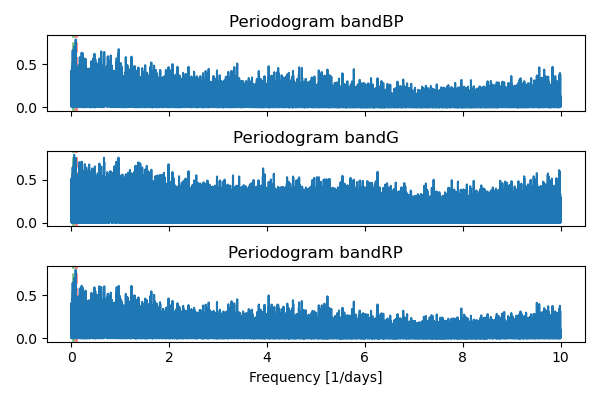 Periodogram bandBP
0.5
0.0
Periodogram bandG
0.5
0.0
Periodogram bandRP
0.5
0.0
0 2 4 6 8 10
Frequency [1/days]